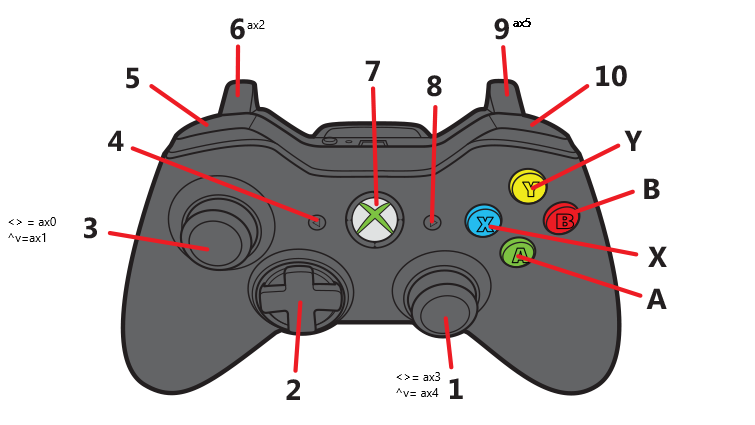 6 ax2
9 ax5
7
5
10
8
4
Y
B
<> = ax0
^v=ax1
3
X
A
<>= ax3
^v= ax4
2
1
Y
X
B
A